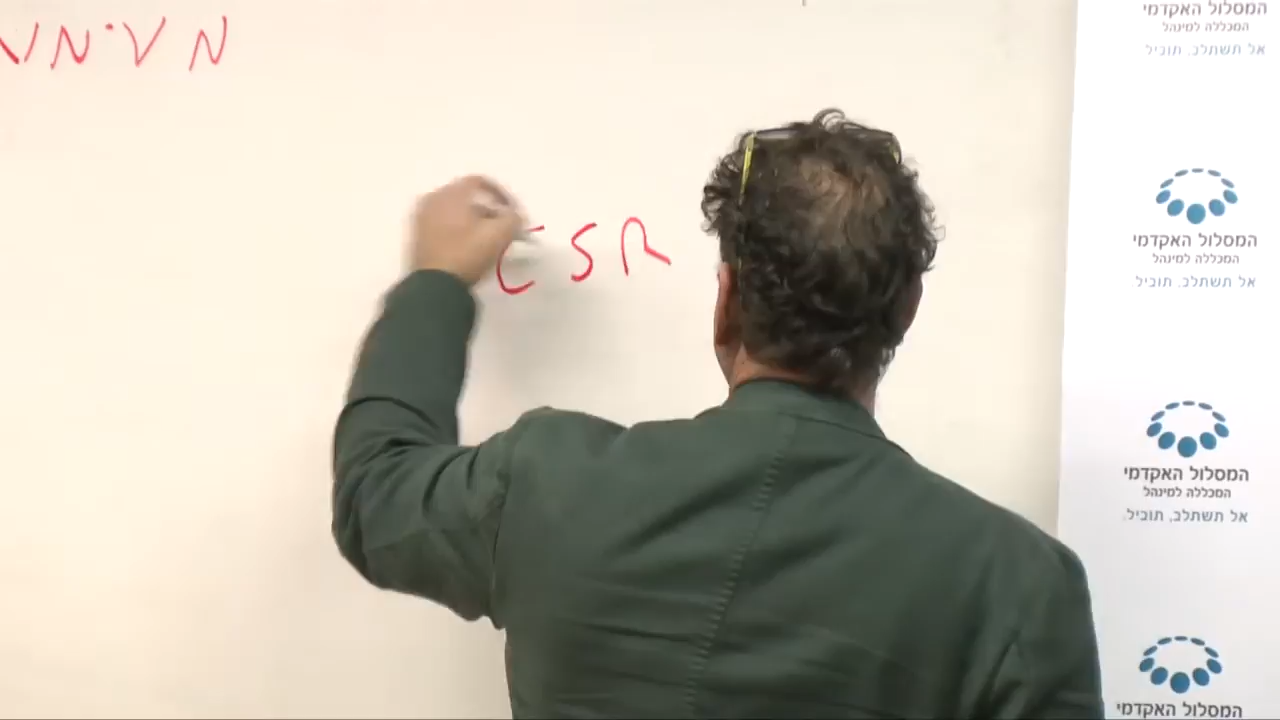 CSR
המסלול האקדמי
המכללה למינהל
אל תשתלב. תוביל
המסלול האקדמי
המכללה למינהל
אל תשתלב. תוביל.
המסלול האקדמי
המכללה למינהל
אל תשתלב, תוביל.
המסלול האקדמי